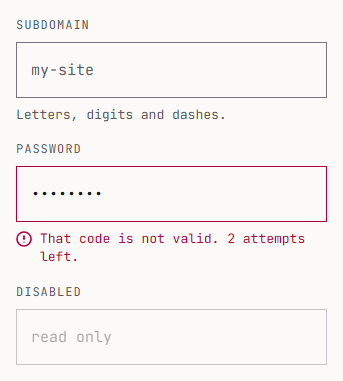 SUBDOMAIN
my-site
Letters, digits and dashes.
PASSWORD
••••••••
That code is not valid. 2 attempts
left.
DISABLED
read only